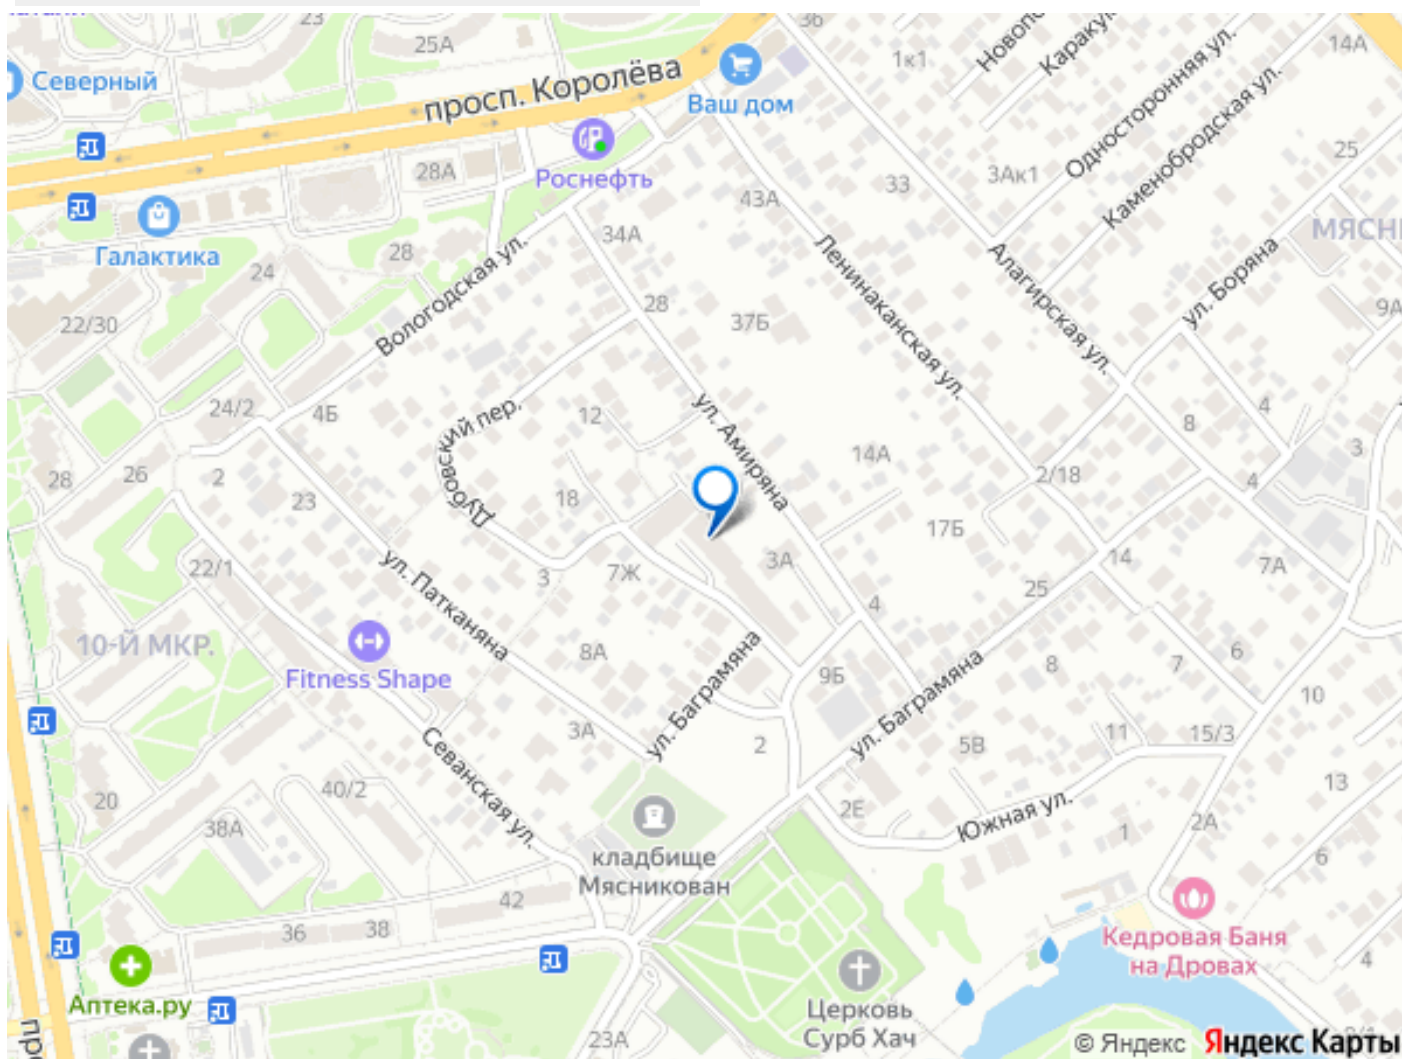 23
25А
36
1к1
14А
Северный
просп. Королёва
Ваш дом
Каракум
Односторонняя ул.
Каменобродская ул.
28А
Роснефть
43А
33
3Ак1
25
Галактика
34А
28
24
Вологодская ул.
Ленинаканская ул.
Алагирская ул.
ул. Боряна
МЯСНИ
22/30
28
37Б
9А
24/2
4Б
Дубовский пер.
12
ул. Амиряна
8
4
3
28
26
2
23
18
14А
2/18
4
17Б
22/1
ул. Патканяна
3
7Ж
3А
14
7А
25
4
10-Й МКР.
Fitness Shape
8А
ул. Баграмяна
9Б
ул. Баграмяна
8
7
6
10
3А
2
5В
11
15/3
Севанская ул.
20
40/2
38А
2Е
Южная ул.
1
2А
13
6
кладбище
Мясникован
42
36
38
Кедровая Баня
на Дровах
4
Аптека.ру
Церковь
Сурб Хач
23А
про
© Яндекс
Яндекс Карты